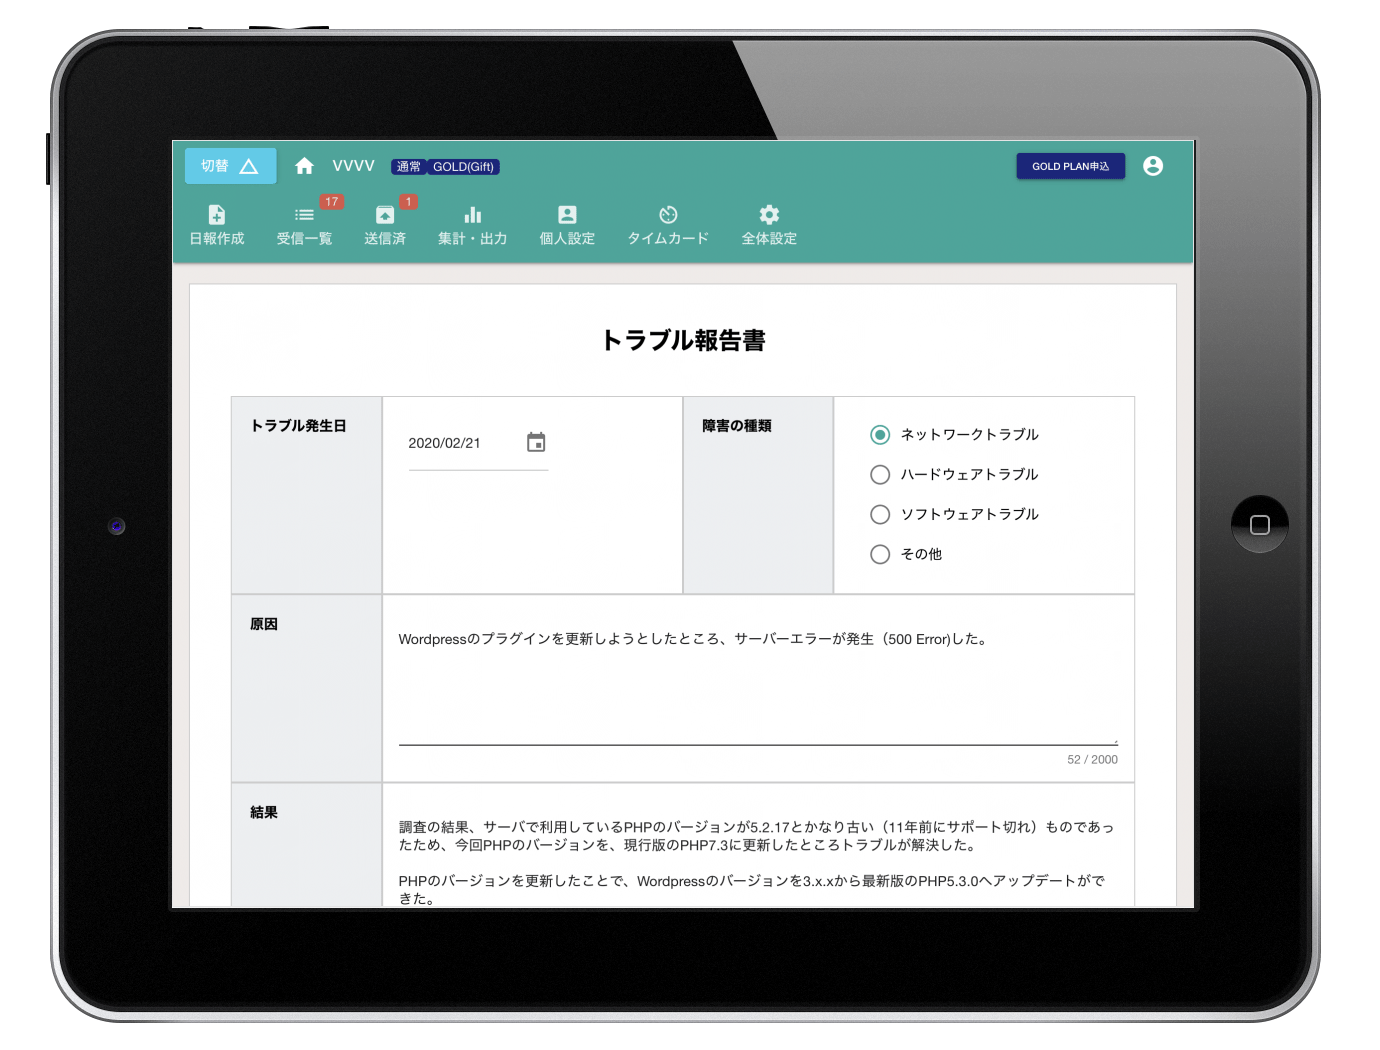 切替 VVVV 通常 GOLD(Gift) GOLD PLAN申込
17 1
日報作成 受信一覧 送信済 集計・出力 個人設定 タイムカード 全体設定
トラブル報告書
トラブル発生日
2020/02/21
障害の種類
ネットワークトラブル
ハードウェアトラブル
ソフトウェアトラブル
その他
原因
Wordpressのプラグインを更新しようとしたところ、サーバーエラーが発生（500 Error)した。
52 / 2000
結果
調査の結果、サーバで利用しているPHPのバージョンが5.2.17とかなり古い（11年前にサポート切れ）ものであっ
たため、今回PHPのバージョンを、現行版のPHP7.3に更新したところトラブルが解決した。
PHPのバージョンを更新したことで、Wordpressのバージョンを3.x.xから最新版のPHP5.3.0へアップデートがで
きた。